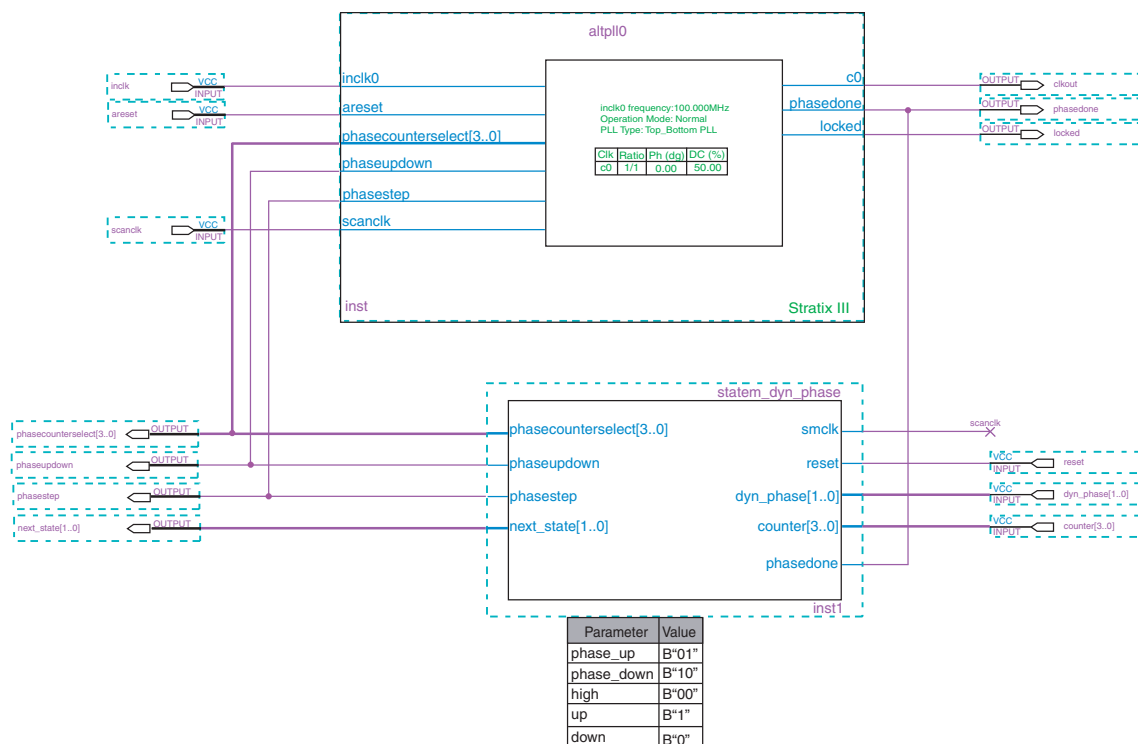 altpll0
inclk VCC INPUT
areset VCC INPUT
scanclk VCC INPUT
inclk0
areset
phasecounterselect[3..0]
phaseupdown
phasestep
scanclk
inclk0 frequency:100.000MHz
Operation Mode: Normal
PLL Type: Top_Bottom PLL
Clk Ratio Ph (dg) DC (%)
c0 1/1 0.00 50.00
c0
phasedone
locked
OUTPUT clkout
OUTPUT phasedone
OUTPUT locked
inst
Stratix III
statem_dyn_phase
phasecounterselect[3..0] OUTPUT
phaseupdown OUTPUT
phasestep OUTPUT
next_state[1..0] OUTPUT
phasecounterselect[3..0]
phaseupdown
phasestep
next_state[1..0]
smclk
reset
dyn_phase[1..0]
counter[3..0]
phasedone
scanclk
VCC INPUT reset
VCC INPUT dyn_phase[1..0]
VCC INPUT counter[3..0]
inst1
Parameter Value
phase_up B“01”
phase_down B“10”
high B“00”
up B“1”
down B“0”